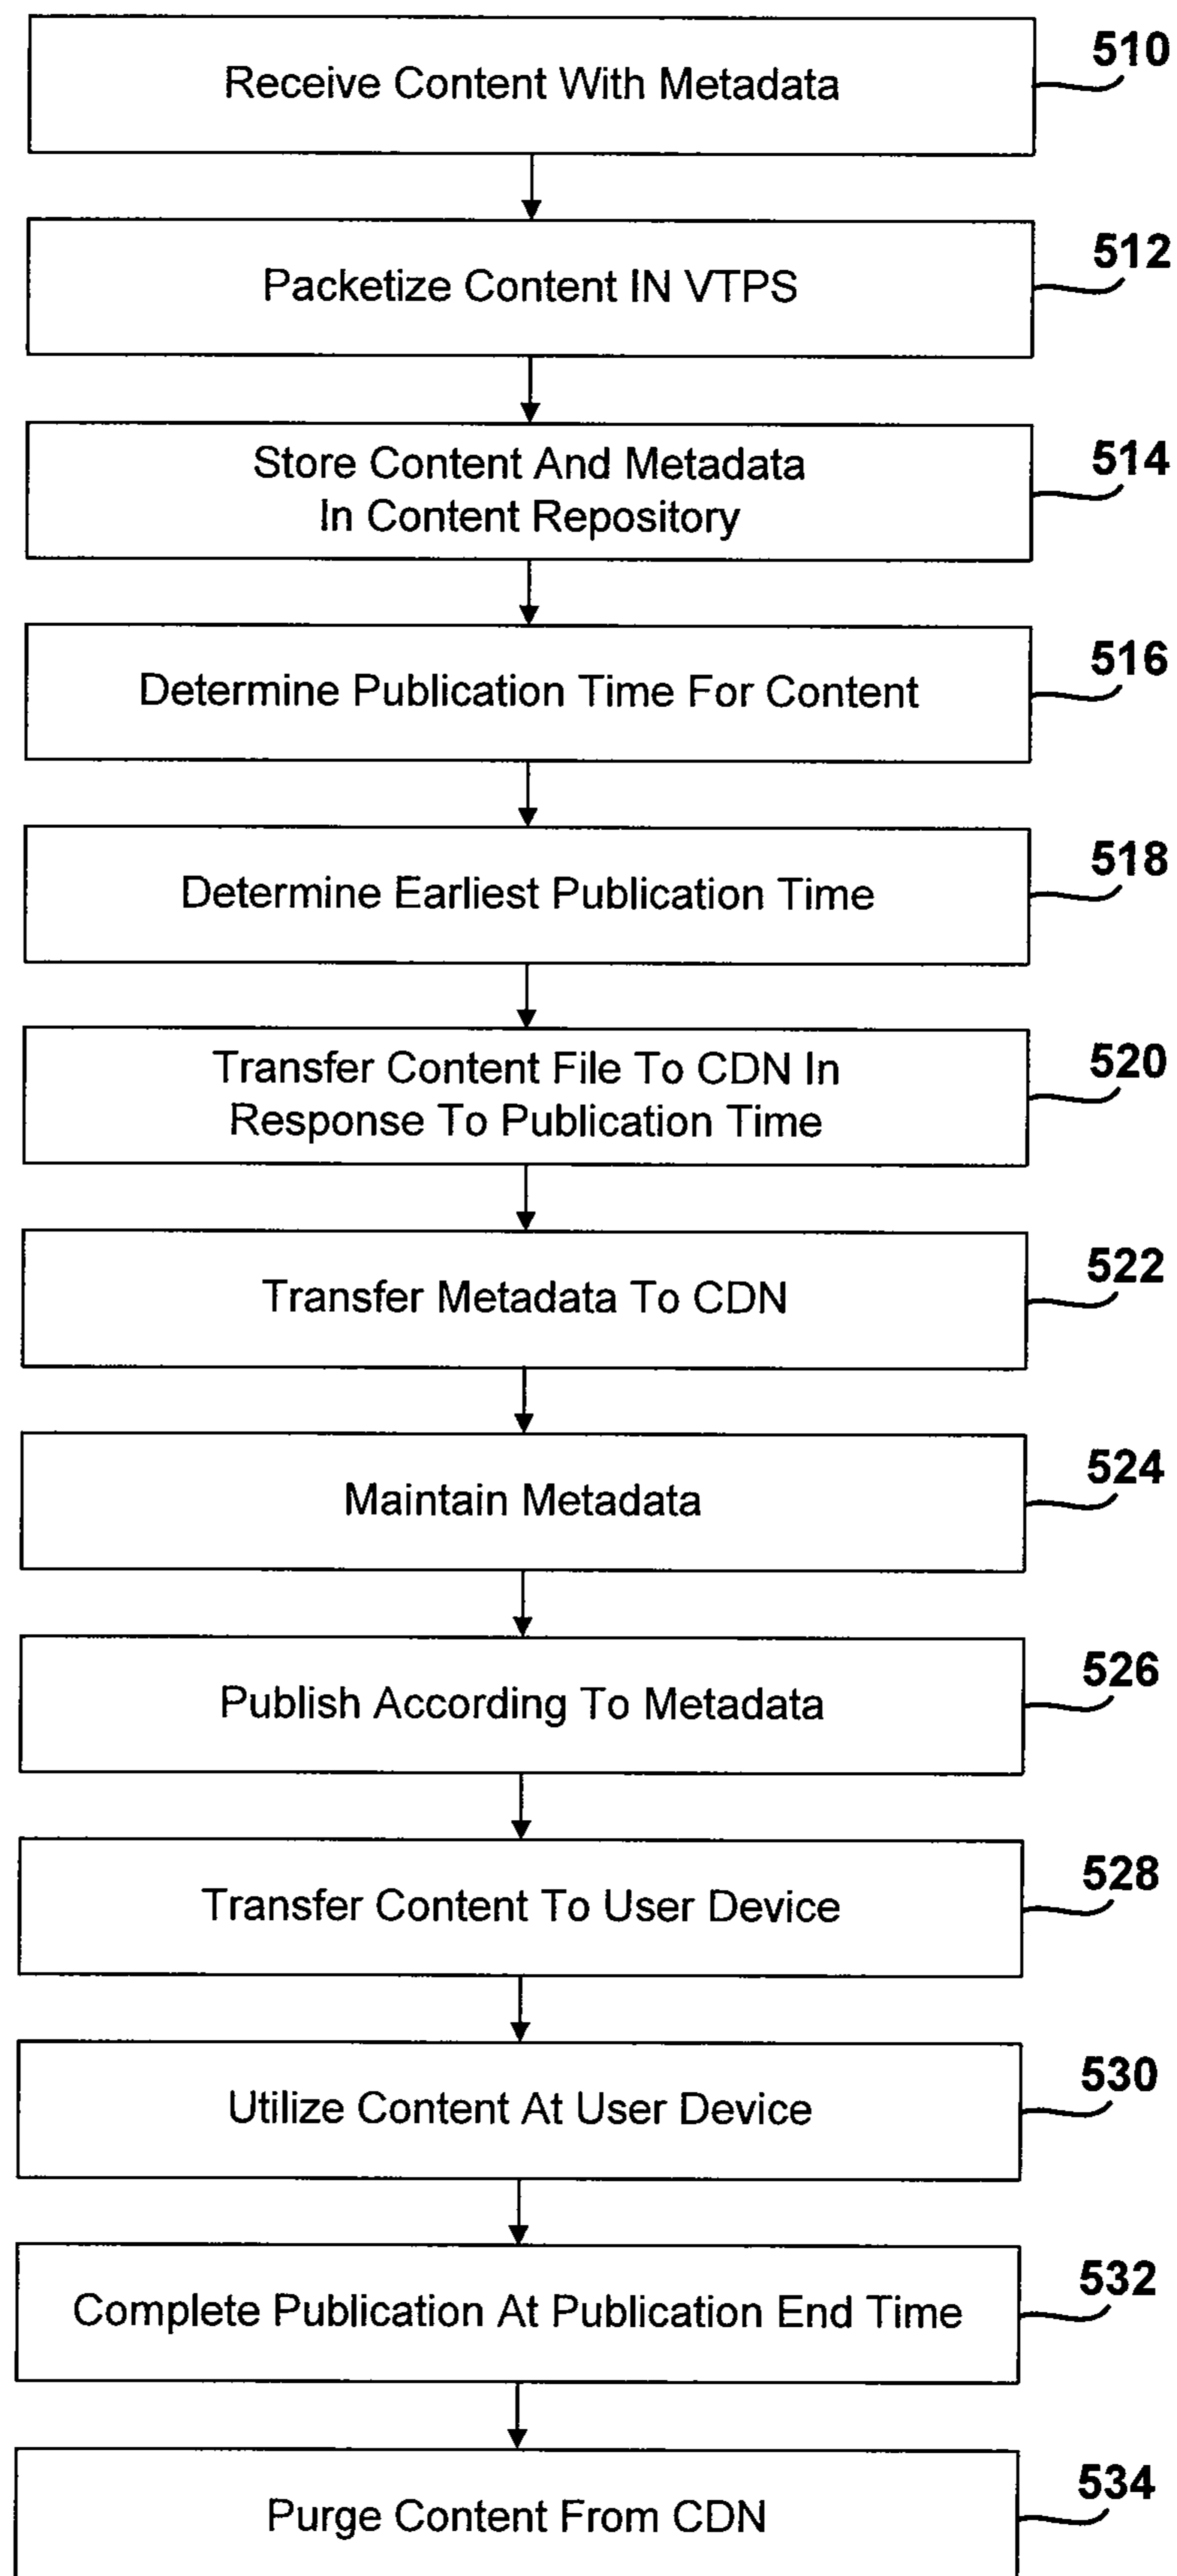 Receive Content With Metadata
510
Packetize Content IN VTPS
512
Store Content And Metadata
In Content Repository
514
Determine Publication Time For Content
516
Determine Earliest Publication Time
518
Transfer Content File To CDN In
Response To Publication Time
520
Transfer Metadata To CDN
522
Maintain Metadata
524
Publish According To Metadata
526
Transfer Content To User Device
528
Utilize Content At User Device
530
Complete Publication At Publication End Time
532
Purge Content From CDN
534